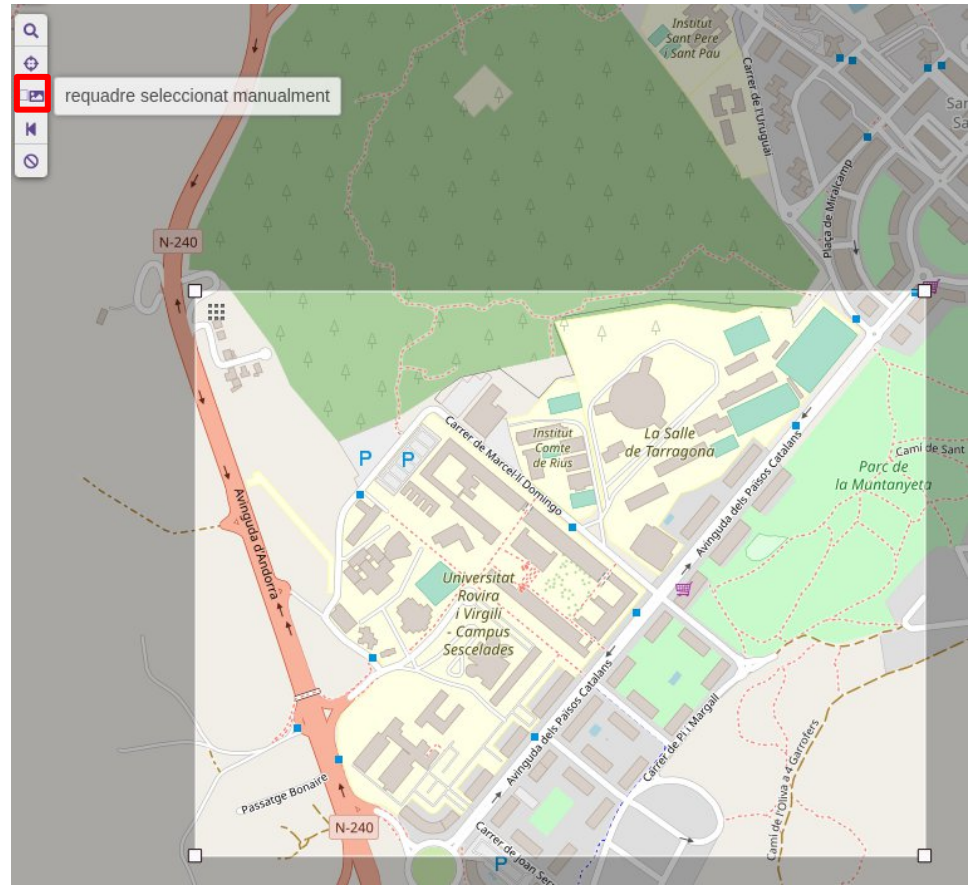 Institut
Sant Pere
i Sant Pau
requadre seleccionat manualment
Carrer de l'Uruguai
Plaça de Miralcamp
N-240
Carrer de Marcel·lí Domingo
Institut
Comte
de Rius
La Salle
de Tarragona
Camí de Sant
Parc de
la Muntanyeta
P
P
Avinguda dels Països Catalans
Avinguda d'Andorra
Universitat
Rovira
i Virgili
- Campus
Sescelades
Avinguda dels Països Catalans
Carrer de Pi i Margall
Camí de l'Oliva a 4 Garrofers
Passatge Bonaire
N-240
Carrer de Joan Ser
P